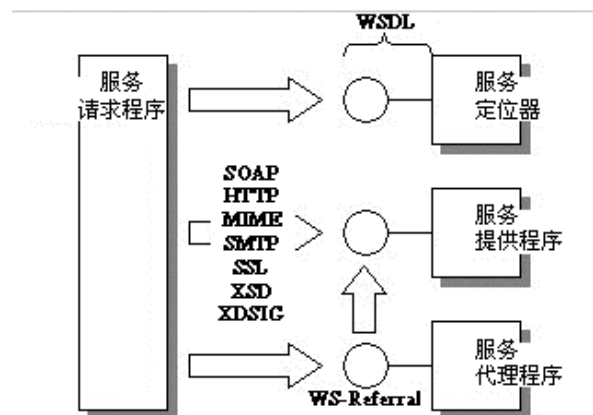 WSDL
服务
请求程序
服务
定位器
SOAP
HTTP
MIME
SMTP
SSL
XSD
XDSIG
服务
提供程序
服务
代理程序
WS-Referral